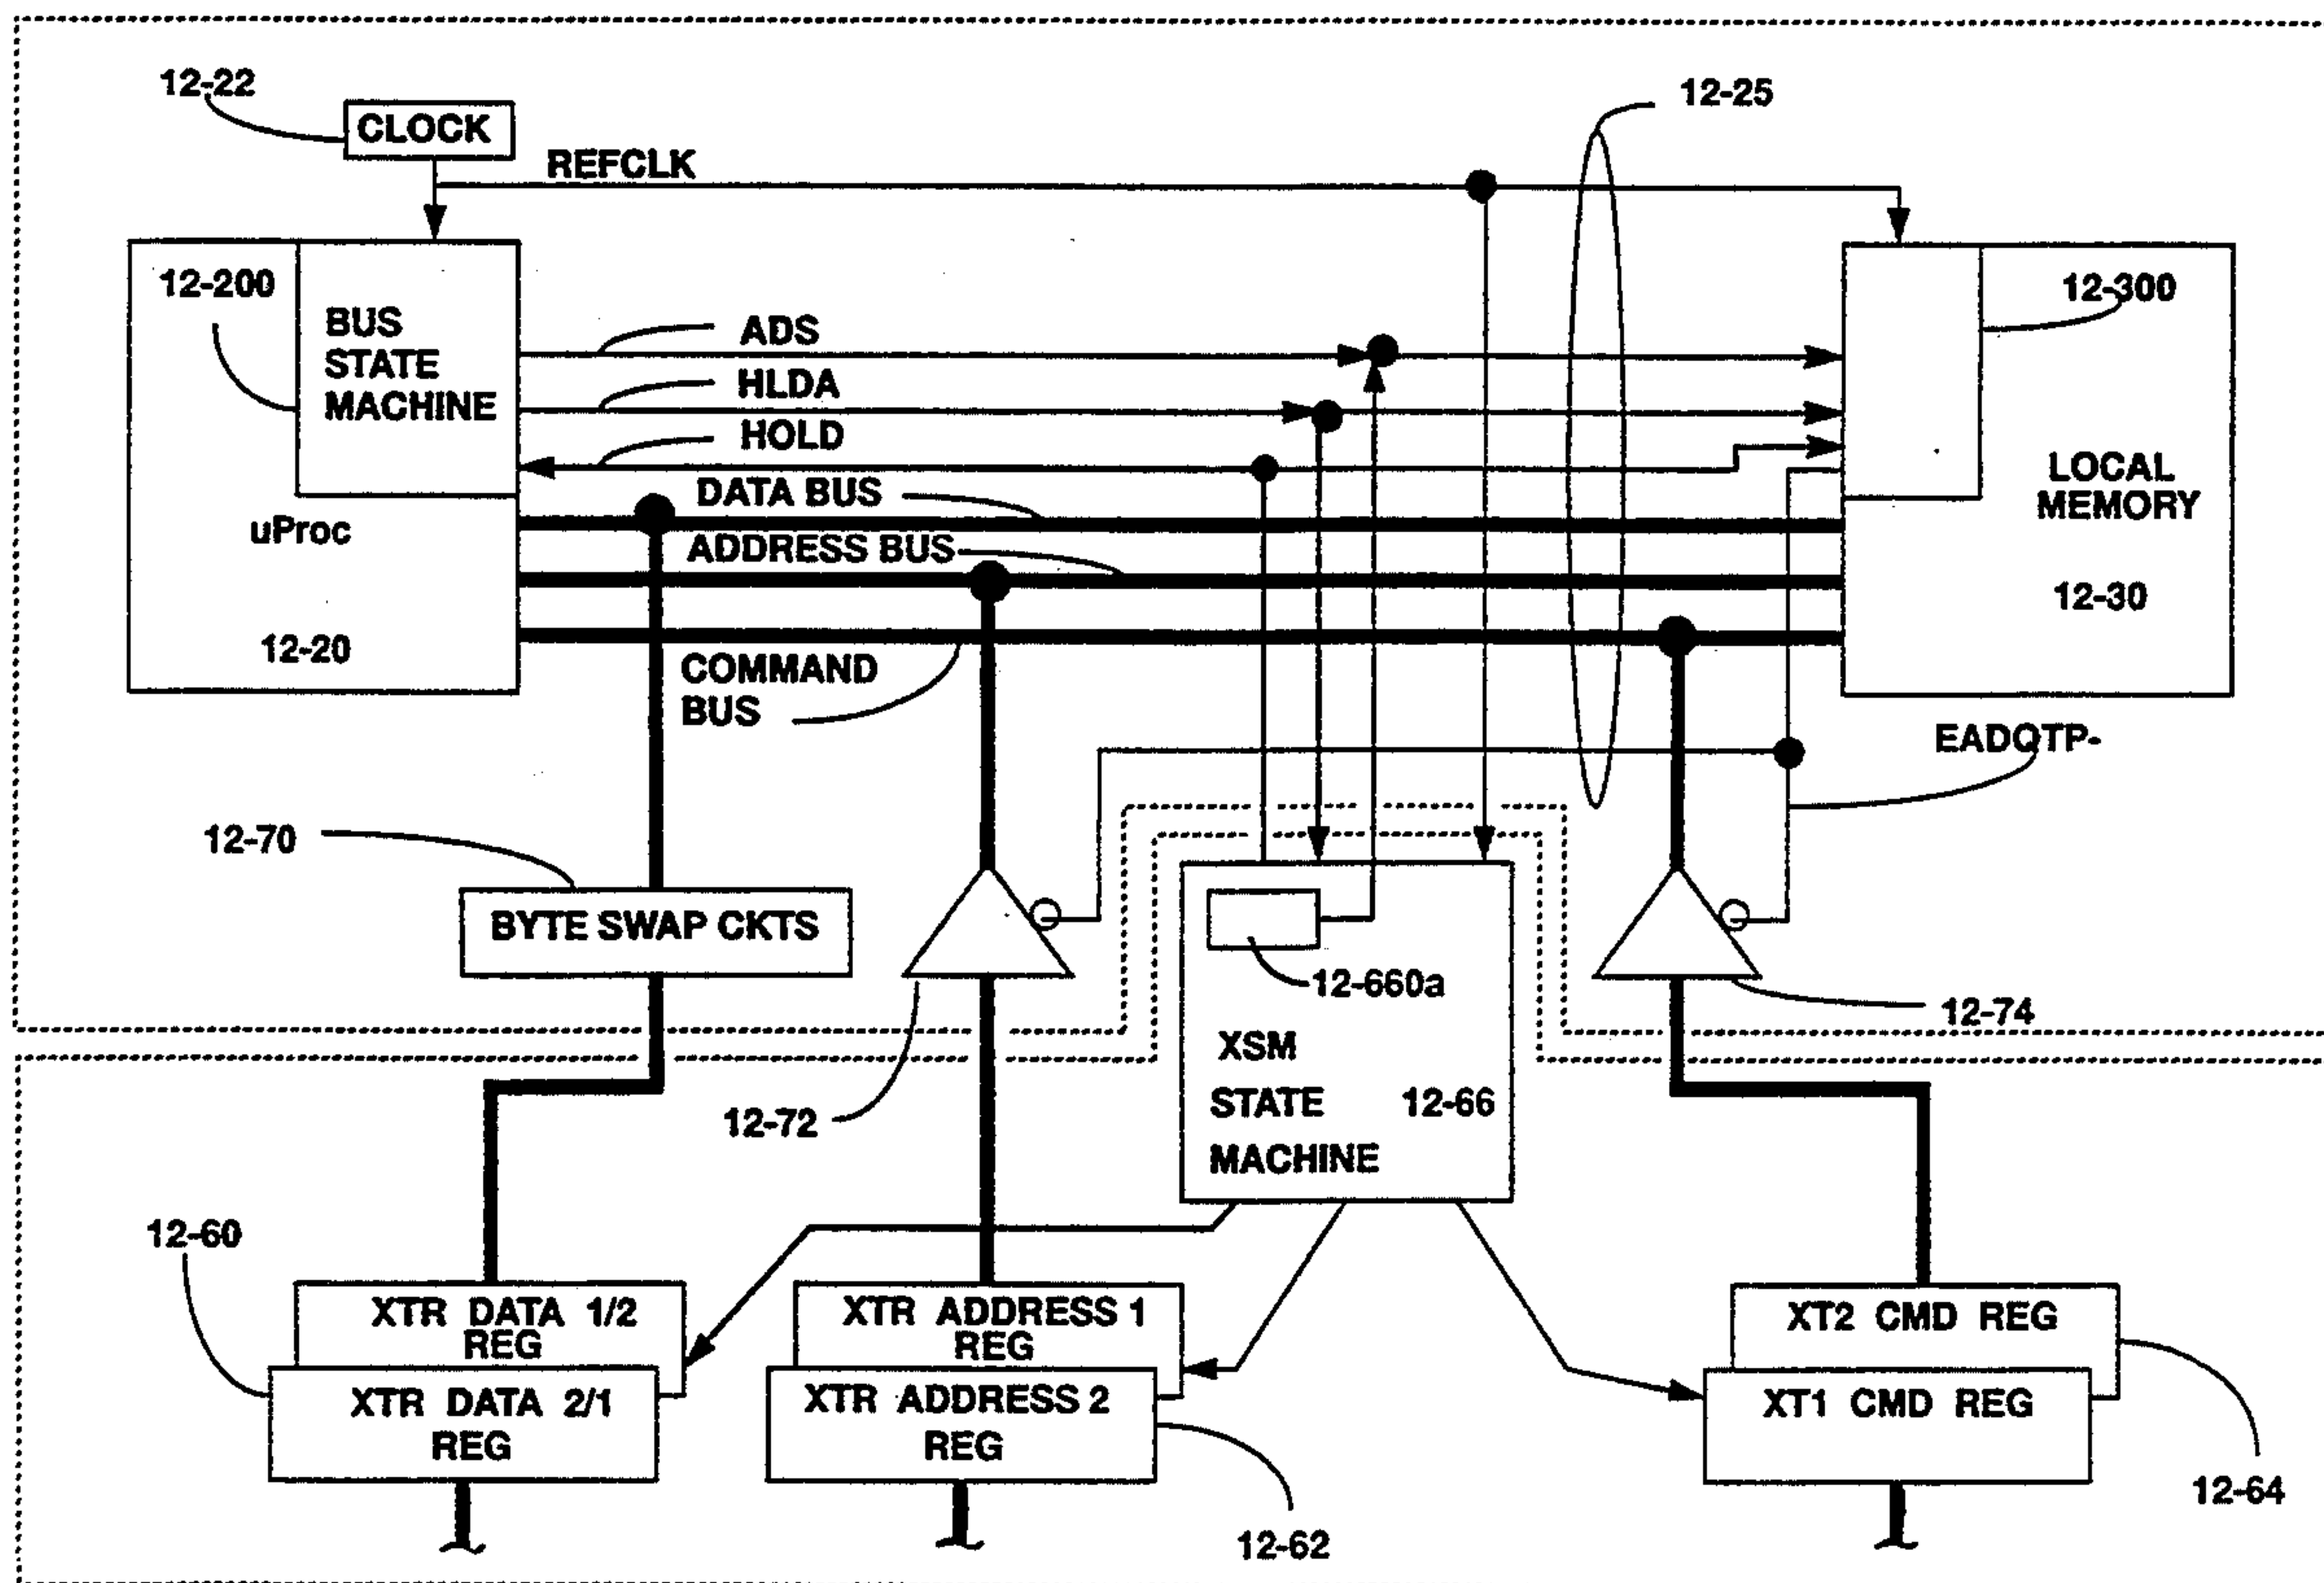 12-22
CLOCK
REFCLK
12-25
12-200
BUS
STATE
MACHINE
ADS
HLDA
HOLD
DATA BUS
ADDRESS BUS
COMMAND
BUS
uProc
12-20
12-300
LOCAL
MEMORY
12-30
EADQTP-
12-70
BYTE SWAP CKTS
12-72
12-660a
XSM
STATE
MACHINE
12-66
12-74
12-60
XTR DATA 1/2
REG
XTR DATA 2/1
REG
XTR ADDRESS 1
REG
XTR ADDRESS 2
REG
12-62
XT2 CMD REG
XT1 CMD REG
12-64